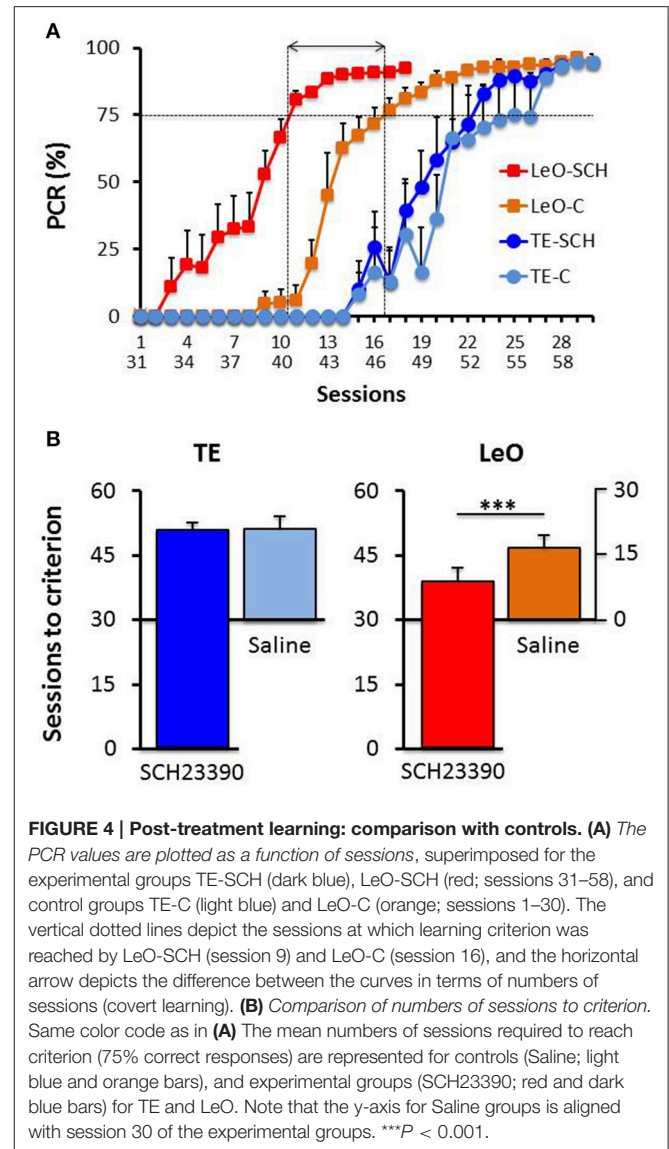 A
100
75
50
25
0
PCR (%)
LeO-SCH
LeO-C
TE-SCH
TE-C
1 4 7 10 13 16 19 22 25 28
31 34 37 40 43 46 49 52 55 58
Sessions
B
TE
LeO
Sessions to criterion
60
45
30
15
0
SCH23390
Saline
60
45
30
15
0
***
30
15
0
SCH23390
Saline
FIGURE 4 | Post-treatment learning: comparison with controls. (A) The
PCR values are plotted as a function of sessions, superimposed for the
experimental groups TE-SCH (dark blue), LeO-SCH (red; sessions 31–58), and
control groups TE-C (light blue) and LeO-C (orange; sessions 1–30). The
vertical dotted lines depict the sessions at which learning criterion was
reached by LeO-SCH (session 9) and LeO-C (session 16), and the horizontal
arrow depicts the difference between the curves in terms of numbers of
sessions (covert learning). (B) Comparison of numbers of sessions to criterion.
Same color code as in (A) The mean numbers of sessions required to reach
criterion (75% correct responses) are represented for controls (Saline; light
blue and orange bars), and experimental groups (SCH23390; red and dark
blue bars) for TE and LeO. Note that the y-axis for Saline groups is aligned
with session 30 of the experimental groups. ***P < 0.001.